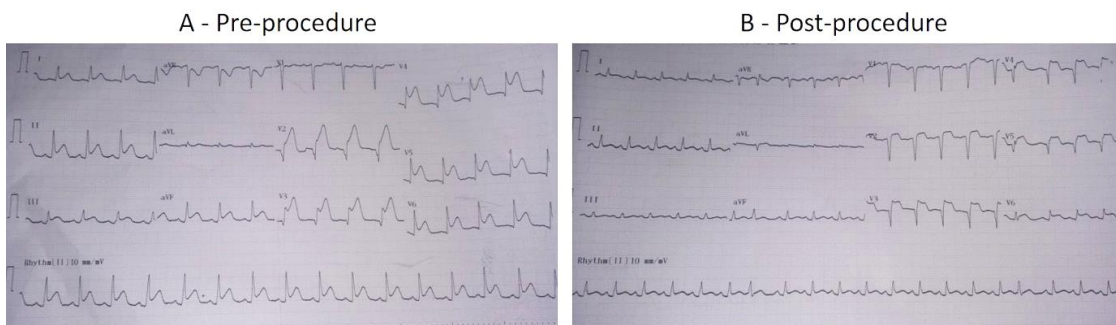 A - Pre-procedure
I aVR V1 V4
II aVL V2 V5
III aVF V3 V6
Rhythm(II)10 mm/mV
B - Post-procedure
I aVR V1 V4
II aVL V2 V5
III aVF V3 V6
Rhythm(II)10 mm/mV